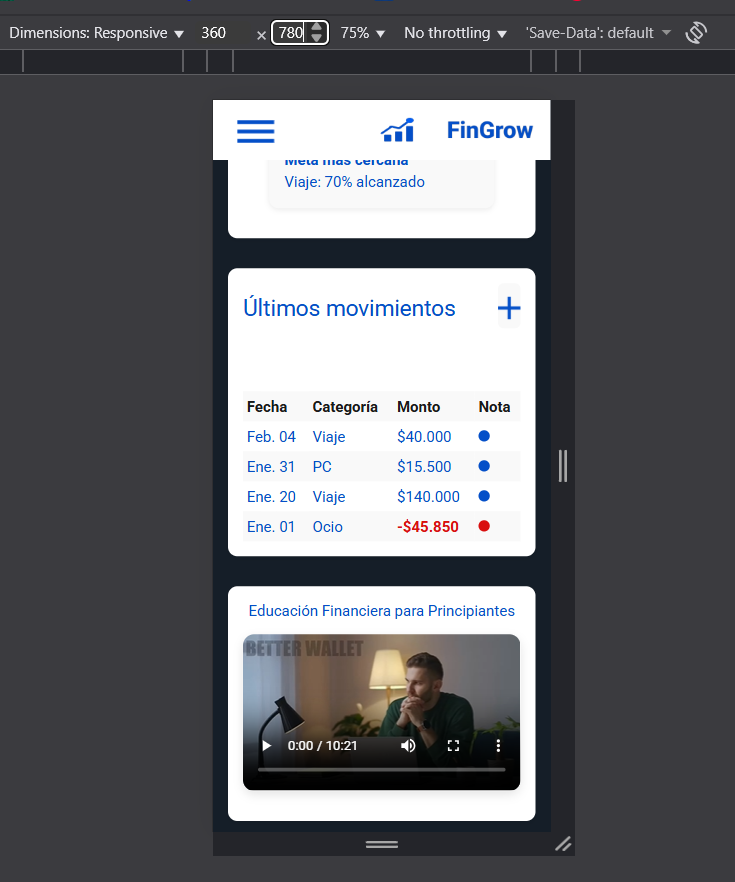 Dimensions: Responsive 360 × 780 75% No throttling 'Save-Data': default
FinGrow
Meta más cercana
Viaje: 70% alcanzado
Últimos movimientos
Fecha Categoría Monto Nota
Feb. 04 Viaje $40.000
Ene. 31 PC $15.500
Ene. 20 Viaje $140.000
Ene. 01 Ocio -$45.850
Educación Financiera para Principiantes
BETTER WALLET
0:00 / 10:21